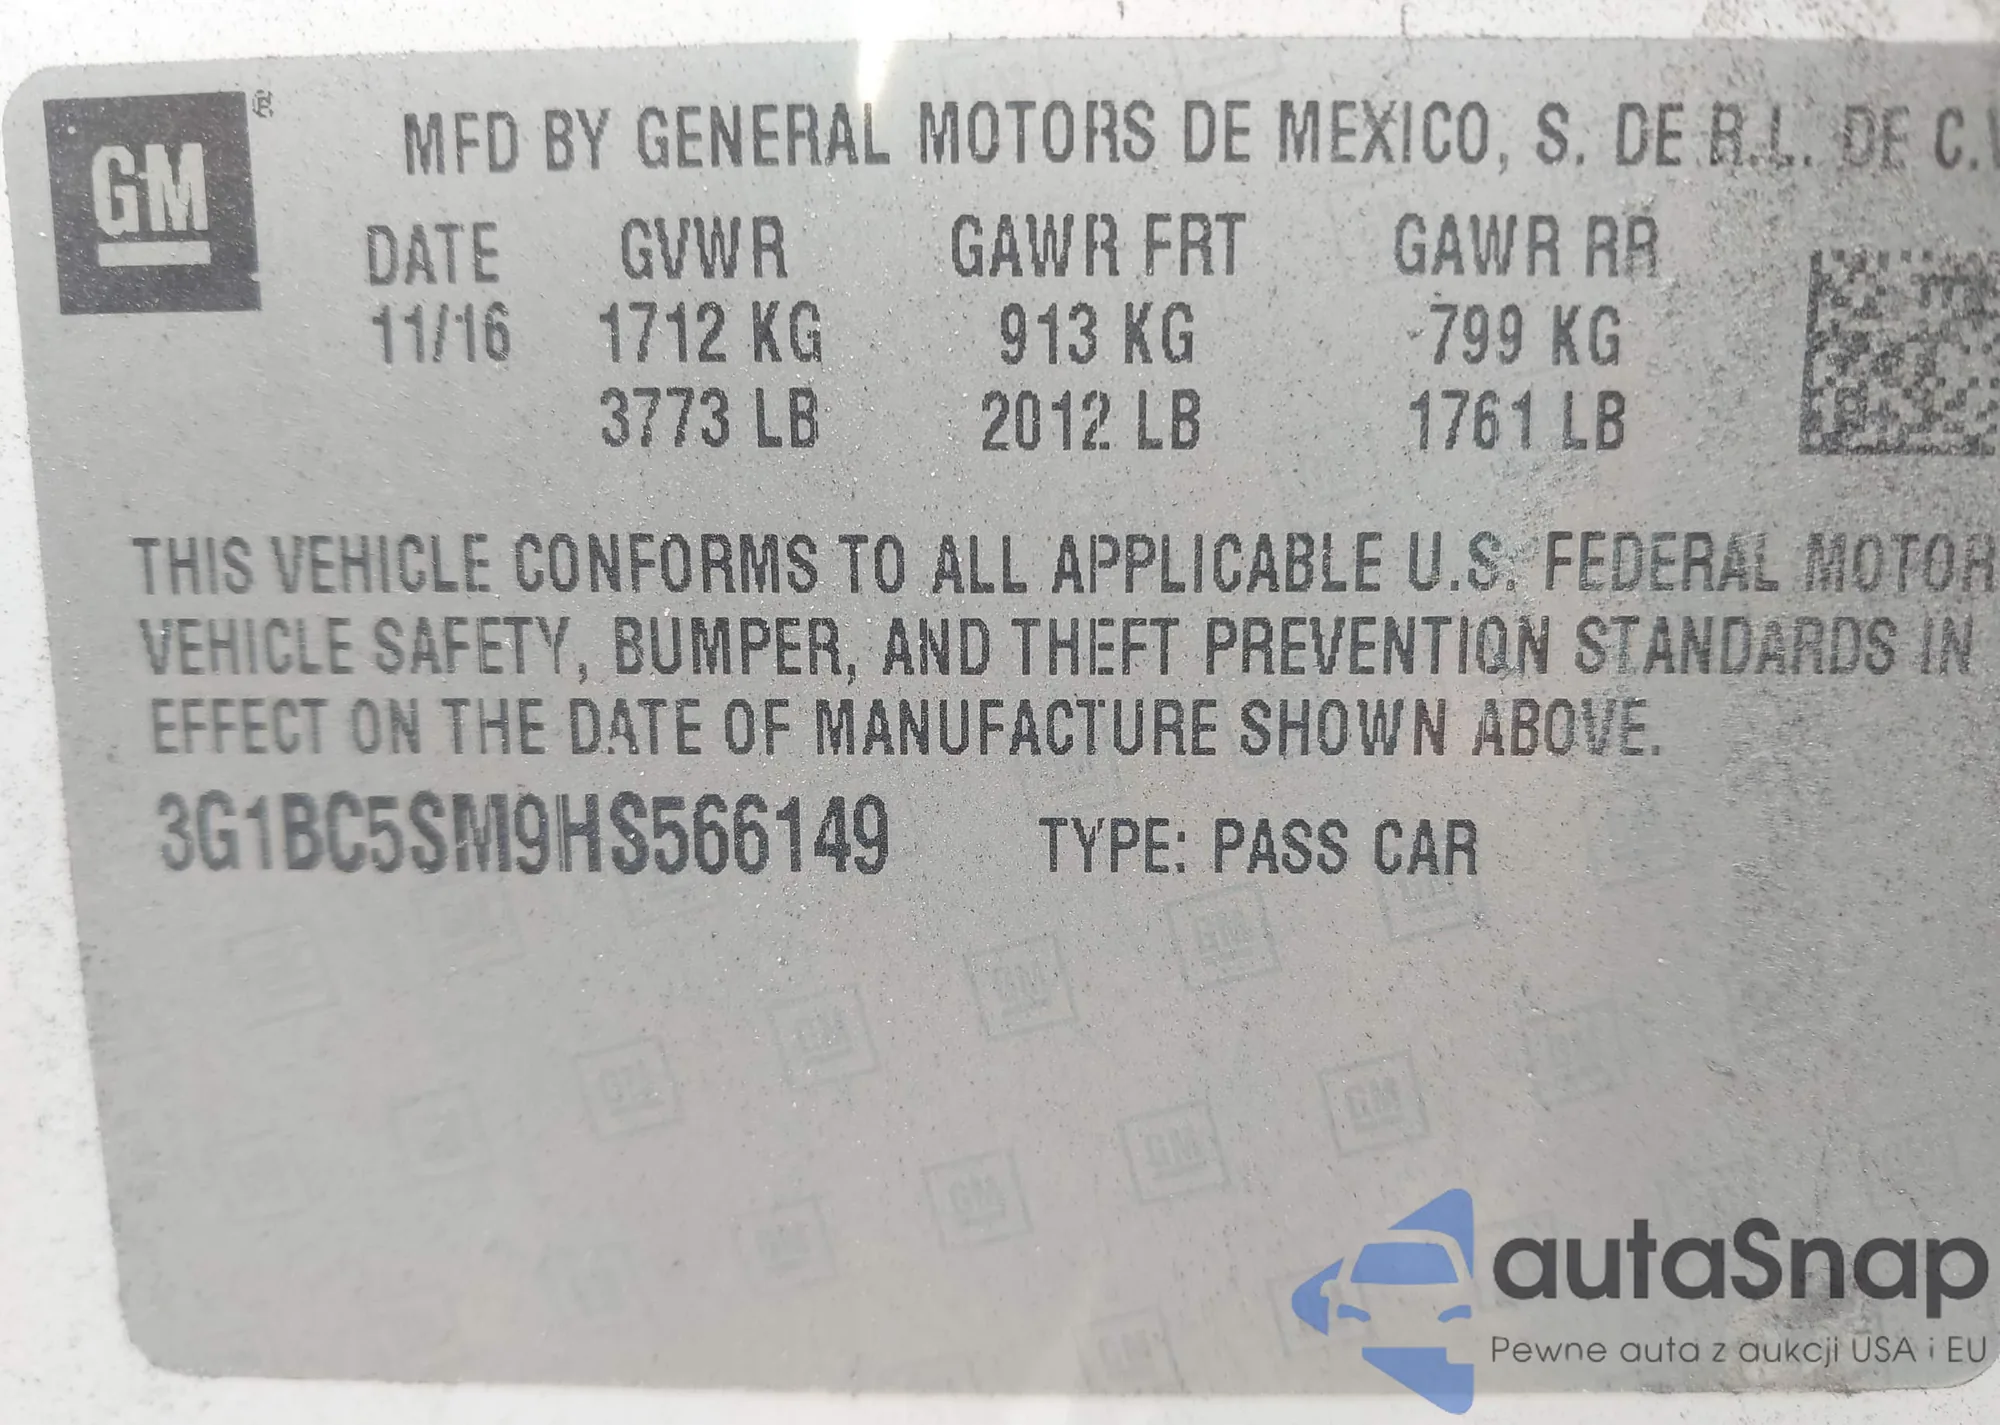 GM ®
MFD BY GENERAL MOTORS DE MEXICO, S. DE R.L. DE C.V
DATE GVWR GAWR FRT GAWR RR
11/16 1712 KG 913 KG 799 KG
3773 LB 2012 LB 1761 LB
THIS VEHICLE CONFORMS TO ALL APPLICABLE U.S. FEDERAL MOTOR
VEHICLE SAFETY, BUMPER, AND THEFT PREVENTION STANDARDS IN
EFFECT ON THE DATE OF MANUFACTURE SHOWN ABOVE.
3G1BC5SM9HS566149 TYPE: PASS CAR
autaSnap
Pewne auta z aukcji USA i EU